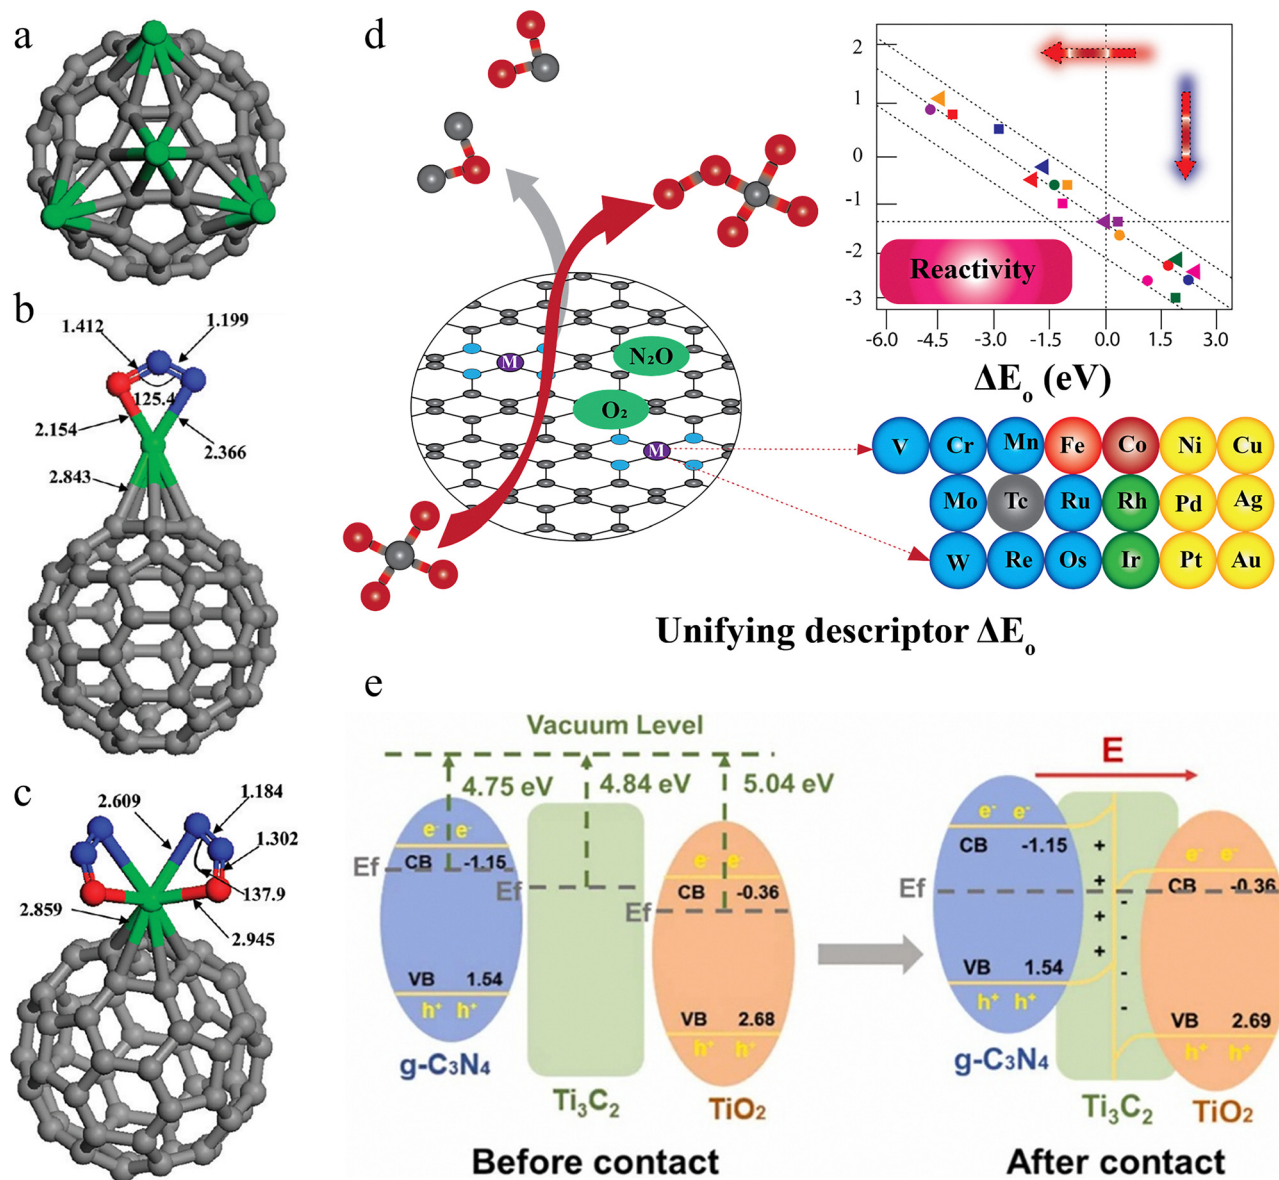 a
b
1.412
1.199
125.4
2.154
2.366
2.843
c
2.609
1.184
1.302
137.9
2.859
2.945
d
M
N₂O
O₂
M
2
1
0
-1
-2
-3
Reactivity
-6.0 -4.5 -3.0 -1.5 0.0 1.5 3.0
ΔEₒ (eV)
V Cr Mn Fe Co Ni Cu
Mo Tc Ru Rh Pd Ag
W Re Os Ir Pt Au
Unifying descriptor ΔEₒ
e
Vacuum Level
4.75 eV 4.84 eV 5.04 eV
e⁻ e⁻
CB -1.15
Ef
VB 1.54
h⁺ h⁺
g-C₃N₄
Ef
Ti₃C₂
e⁻ e⁻
CB -0.36
Ef
VB 2.68
h⁺ h⁺
TiO₂
Before contact
E
e⁻ e⁻
CB -1.15
Ef
VB 1.54
h⁺ h⁺
g-C₃N₄
+
+
+
+
+
-
-
-
-
Ti₃C₂
e⁻ e⁻
CB -0.36
VB 2.69
h⁺ h⁺
TiO₂
After contact